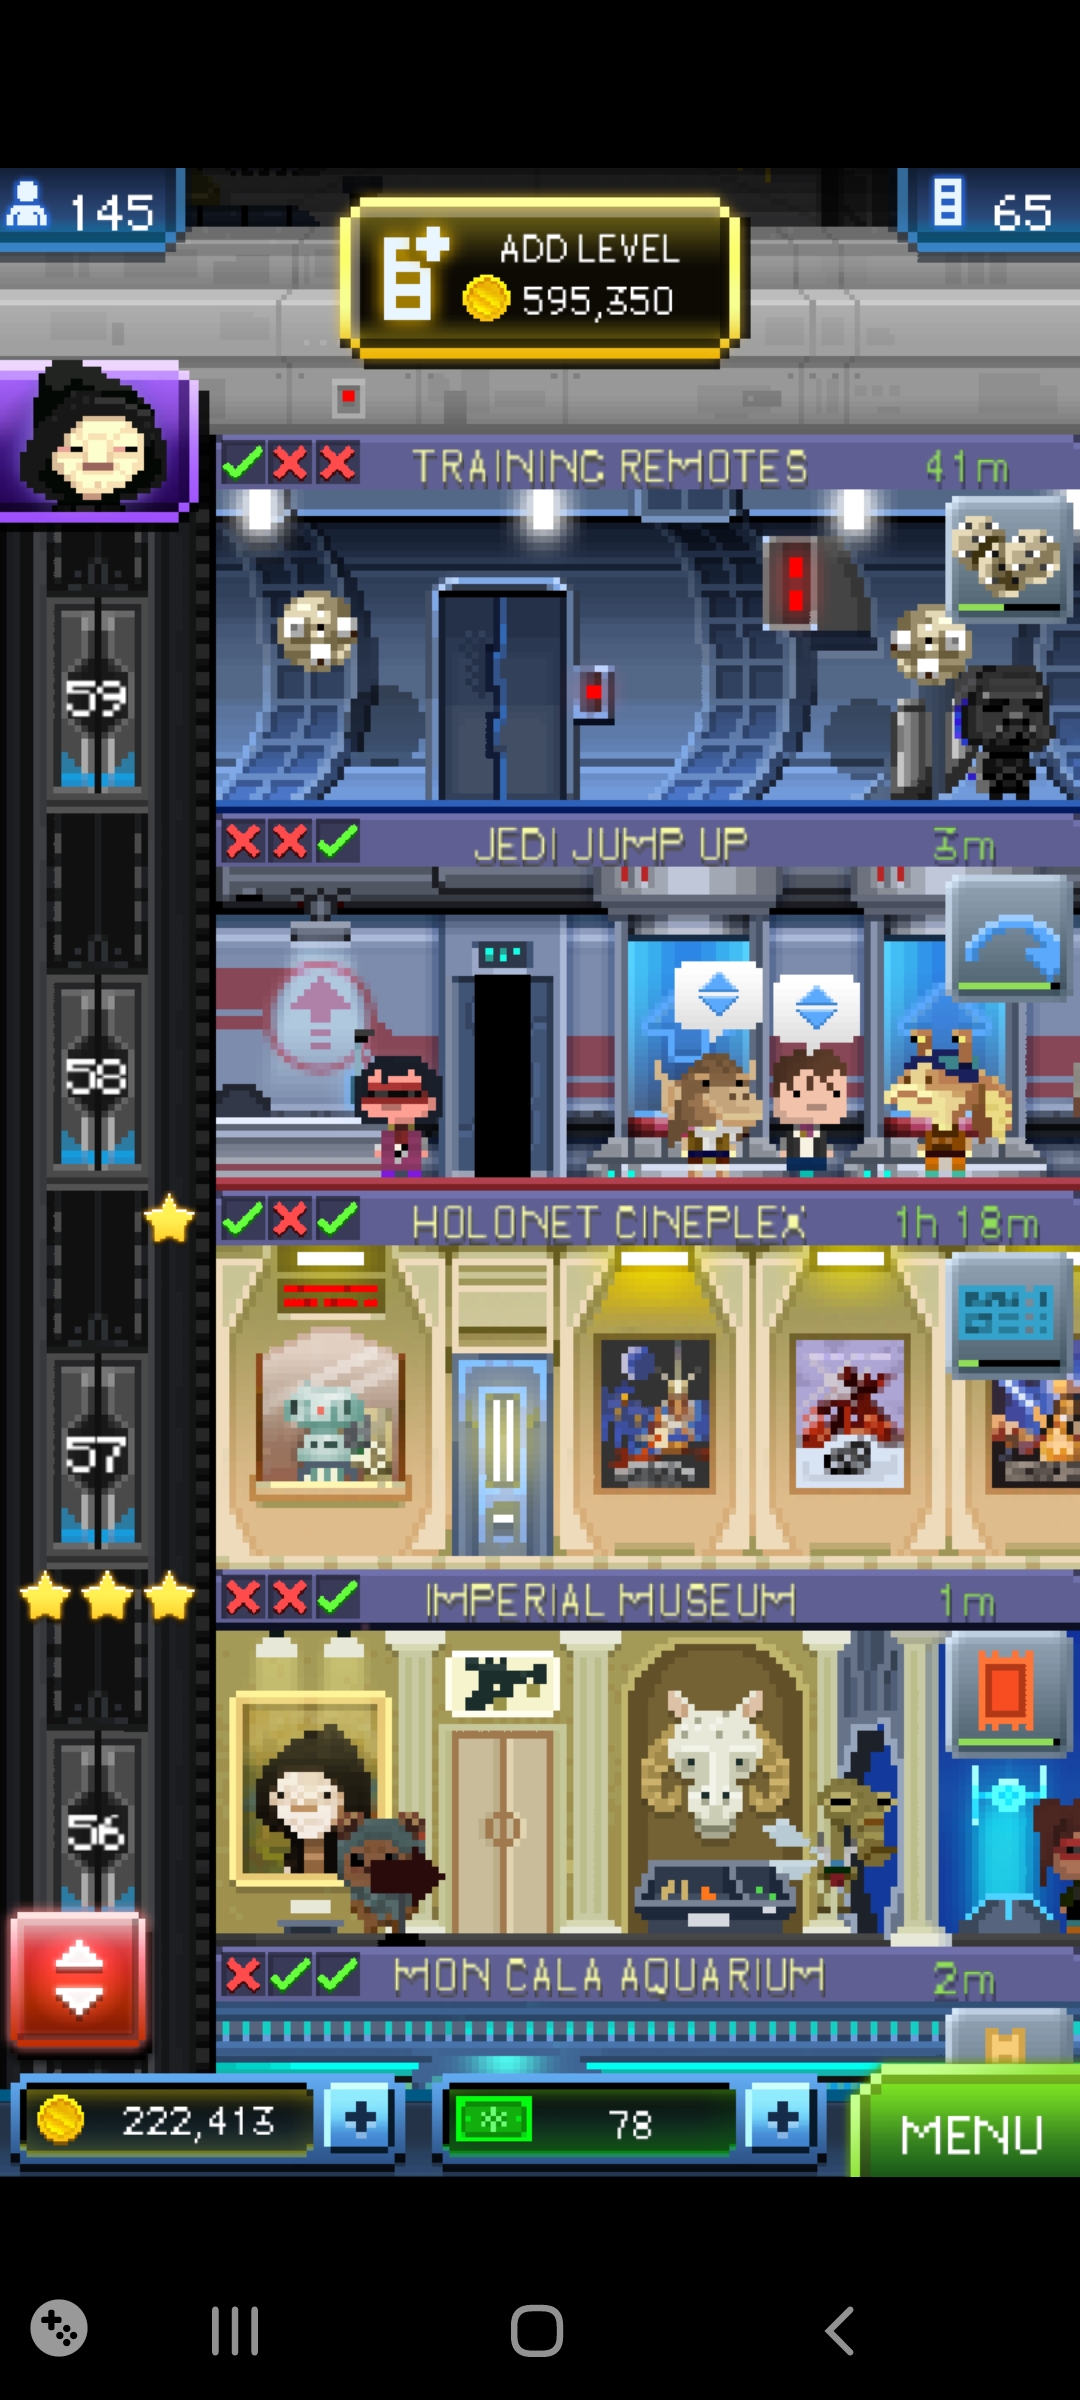 145
ADD LEVEL
595,350
65
TRAINING REMOTES 41m
59
JEDI JUMP UP 3m
58
HOLONET CINEPLEX 1h 18m
57
IMPERIAL MUSEUM 1m
56
MON CALA AQUARIUM 2m
222,413
78
MENU